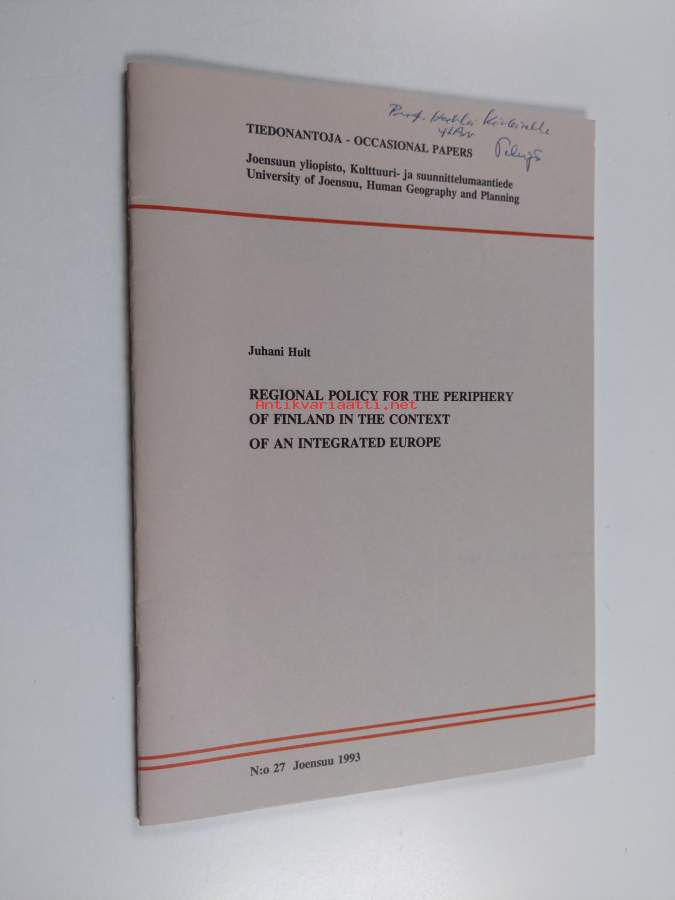 Prof.
TIEDONANTOJA - OCCASIONAL PAPERS
Joensuun yliopisto, Kulttuuri- ja suunnittelumaantiede
University of Joensuu, Human Geography and Planning
Juhani Hult
REGIONAL POLICY FOR THE PERIPHERY
Antikvariaatti.net
OF FINLAND IN THE CONTEXT
OF AN INTEGRATED EUROPE
N:o 27 Joensuu 1993